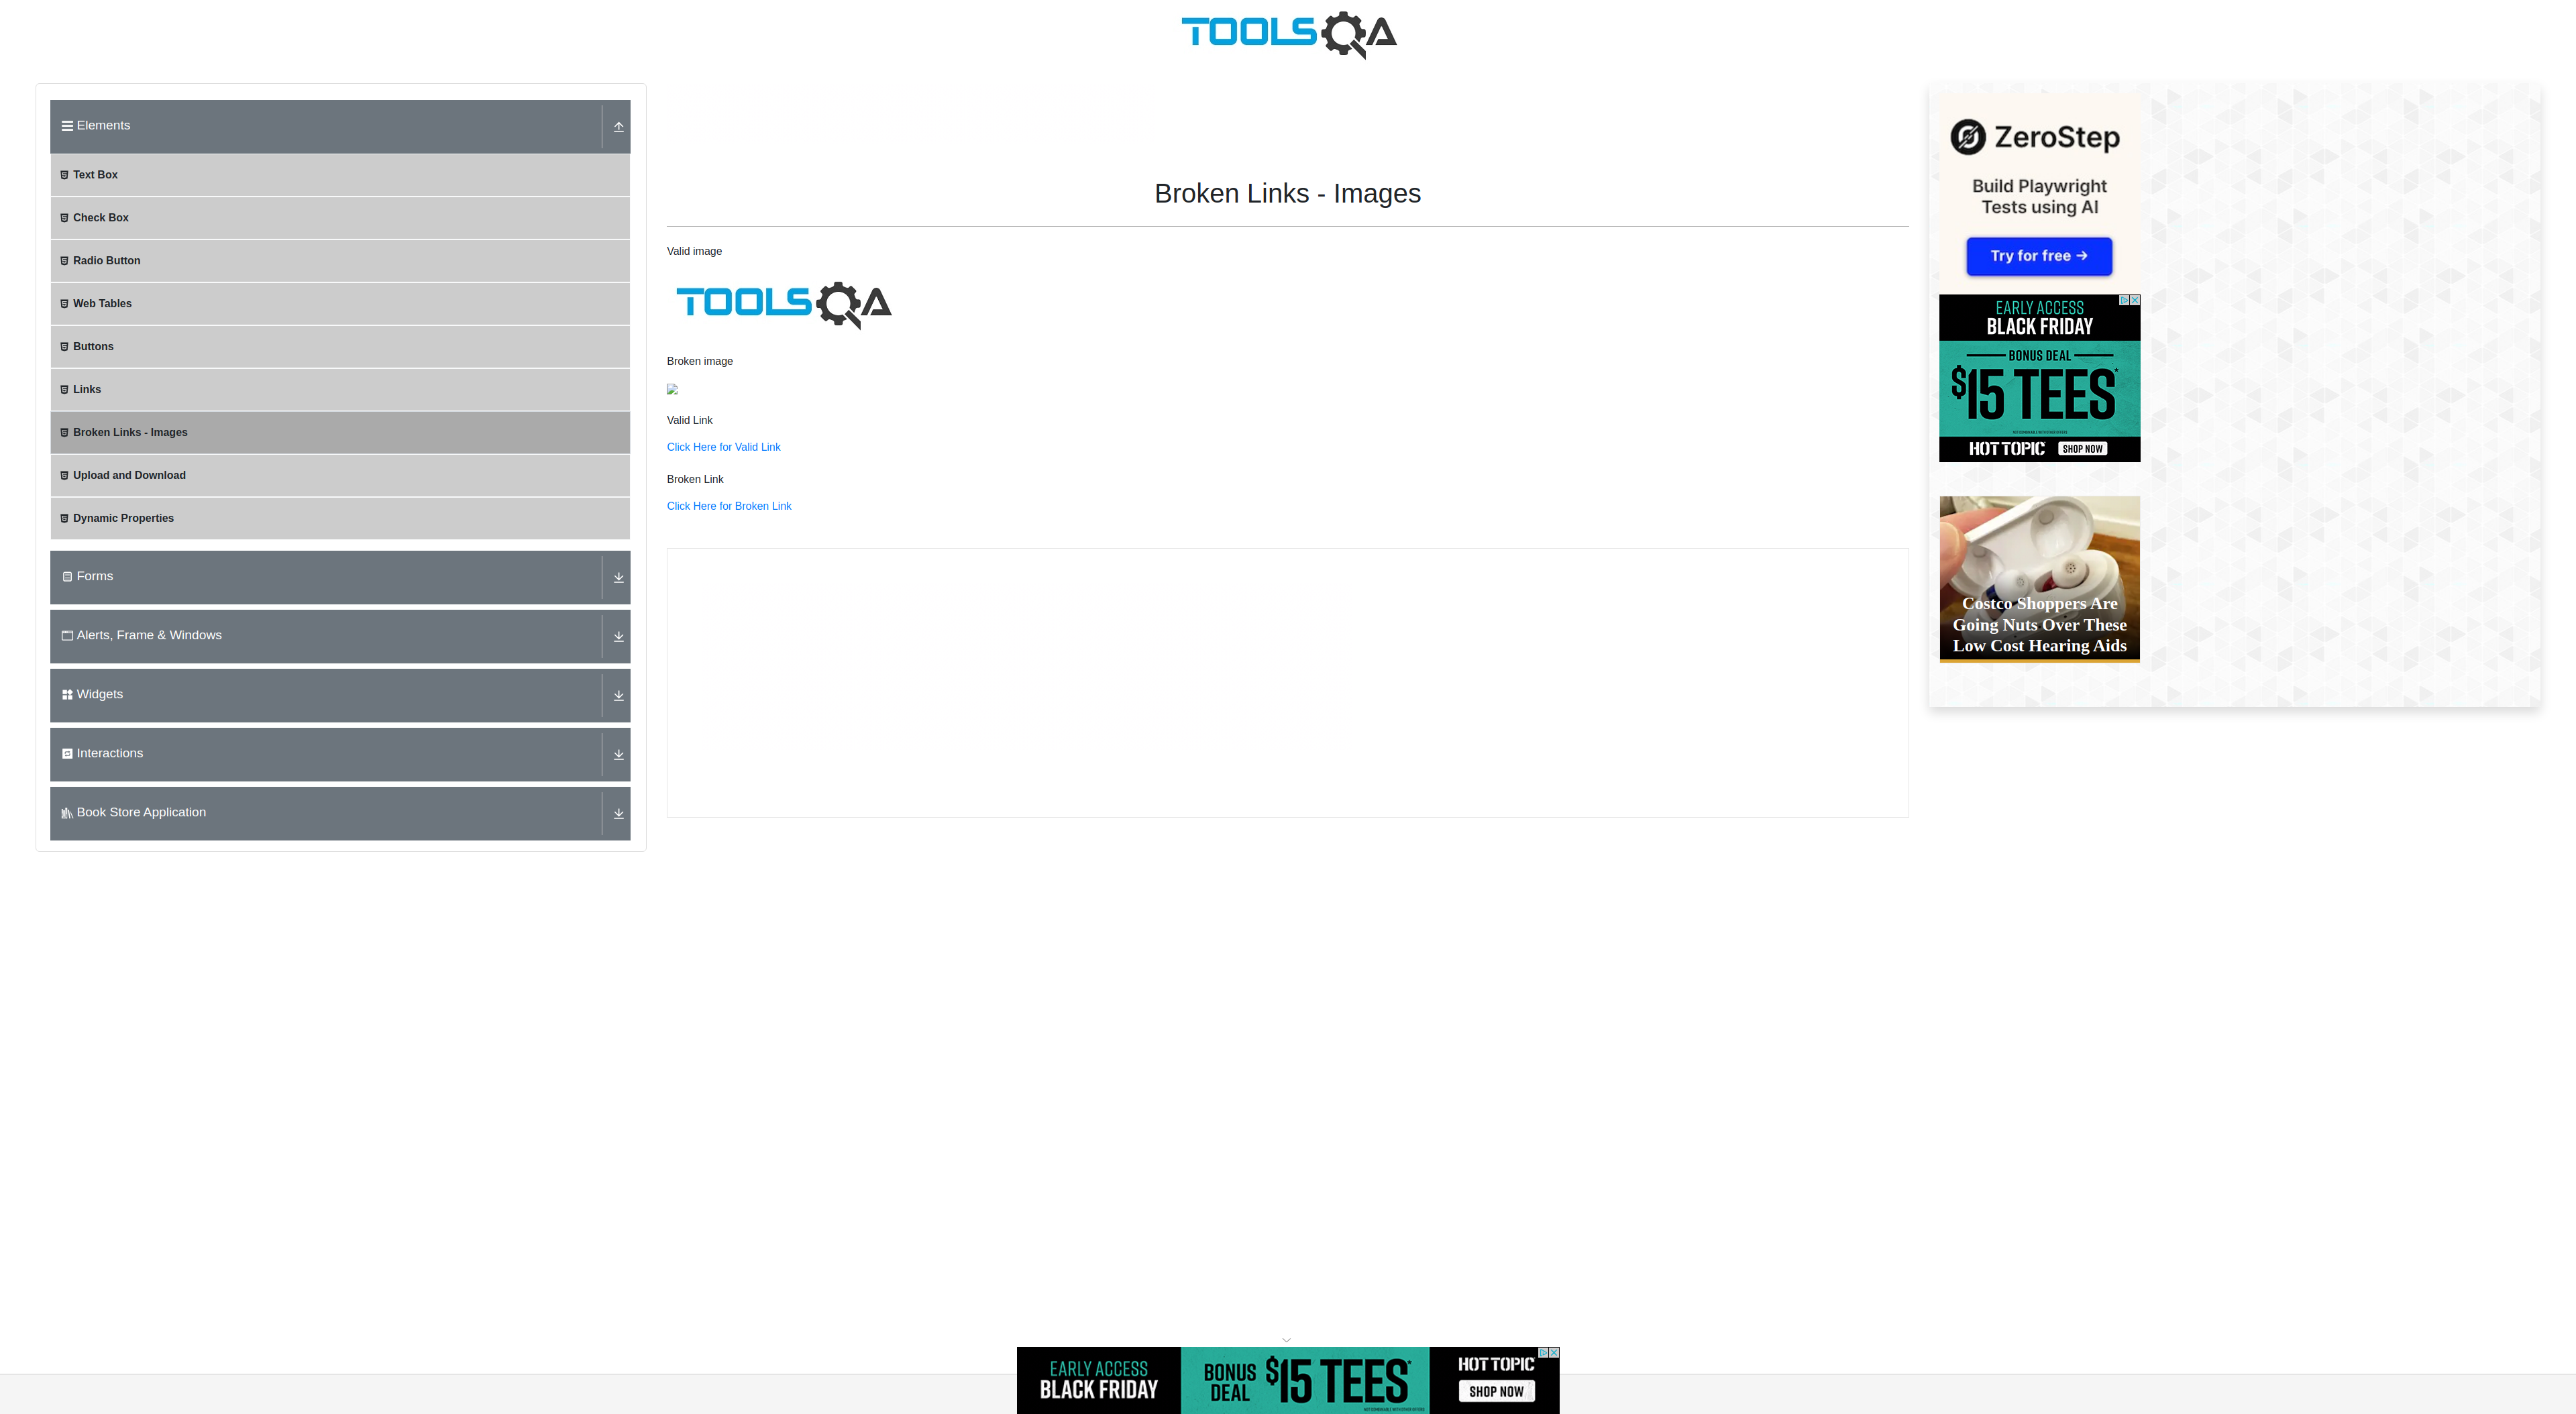 TOOLSQA
Elements
Text Box
Check Box
Radio Button
Web Tables
Buttons
Links
Broken Links - Images
Upload and Download
Dynamic Properties
Forms
Alerts, Frame & Windows
Widgets
Interactions
Book Store Application
Broken Links - Images
Valid image
TOOLSQA
Broken image
Valid Link
Click Here for Valid Link
Broken Link
Click Here for Broken Link
ZeroStep
Build Playwright
Tests using AI
Try for free →
EARLY ACCESS
BLACK FRIDAY
BONUS DEAL
$15 TEES*
HOT TOPIC SHOP NOW
Costco Shoppers Are
Going Nuts Over These
Low Cost Hearing Aids
EARLY ACCESS
BLACK FRIDAY
BONUS
DEAL
$15 TEES*
HOT TOPIC
SHOP NOW